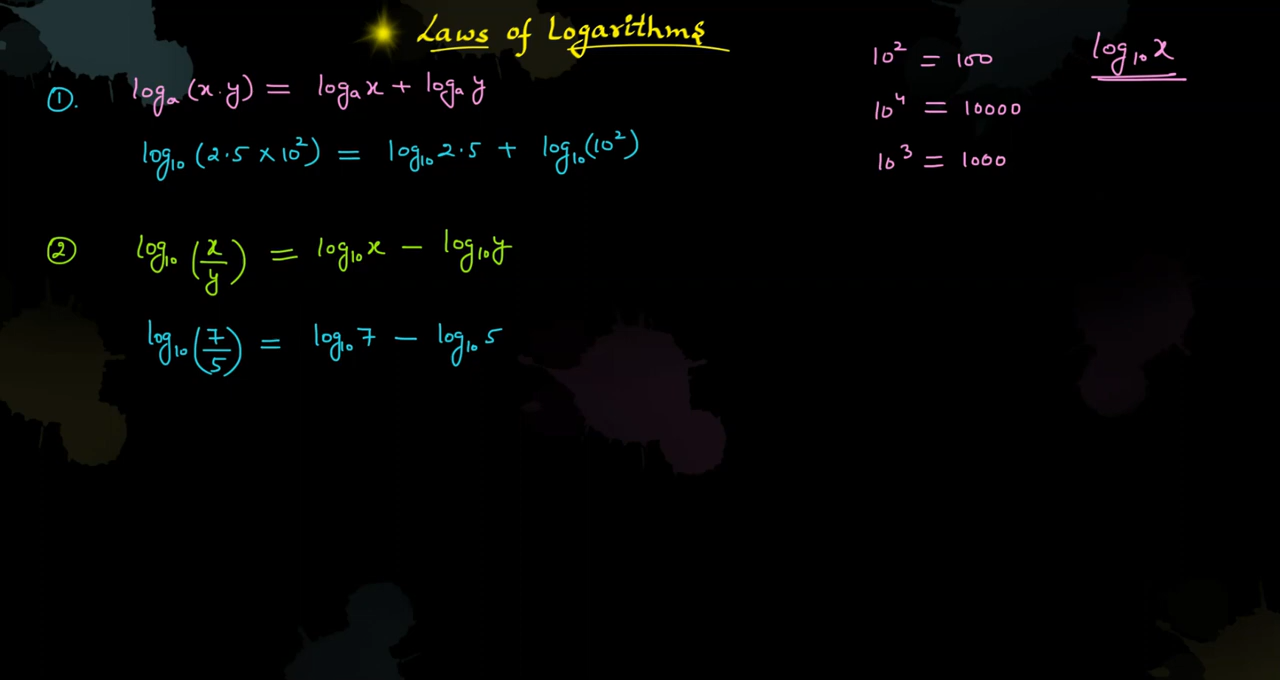 Laws of Logarithms
①. logₐ (x.y) = logₐ x + logₐ y
log₁₀ (2.5 × 10²) = log₁₀ 2.5 + log₁₀ (10²)
② log₁₀ (x/y) = log₁₀ x − log₁₀ y
log₁₀ (7/5) = log₁₀ 7 − log₁₀ 5
10² = 100
10⁴ = 10000
10³ = 1000
log₁₀ x